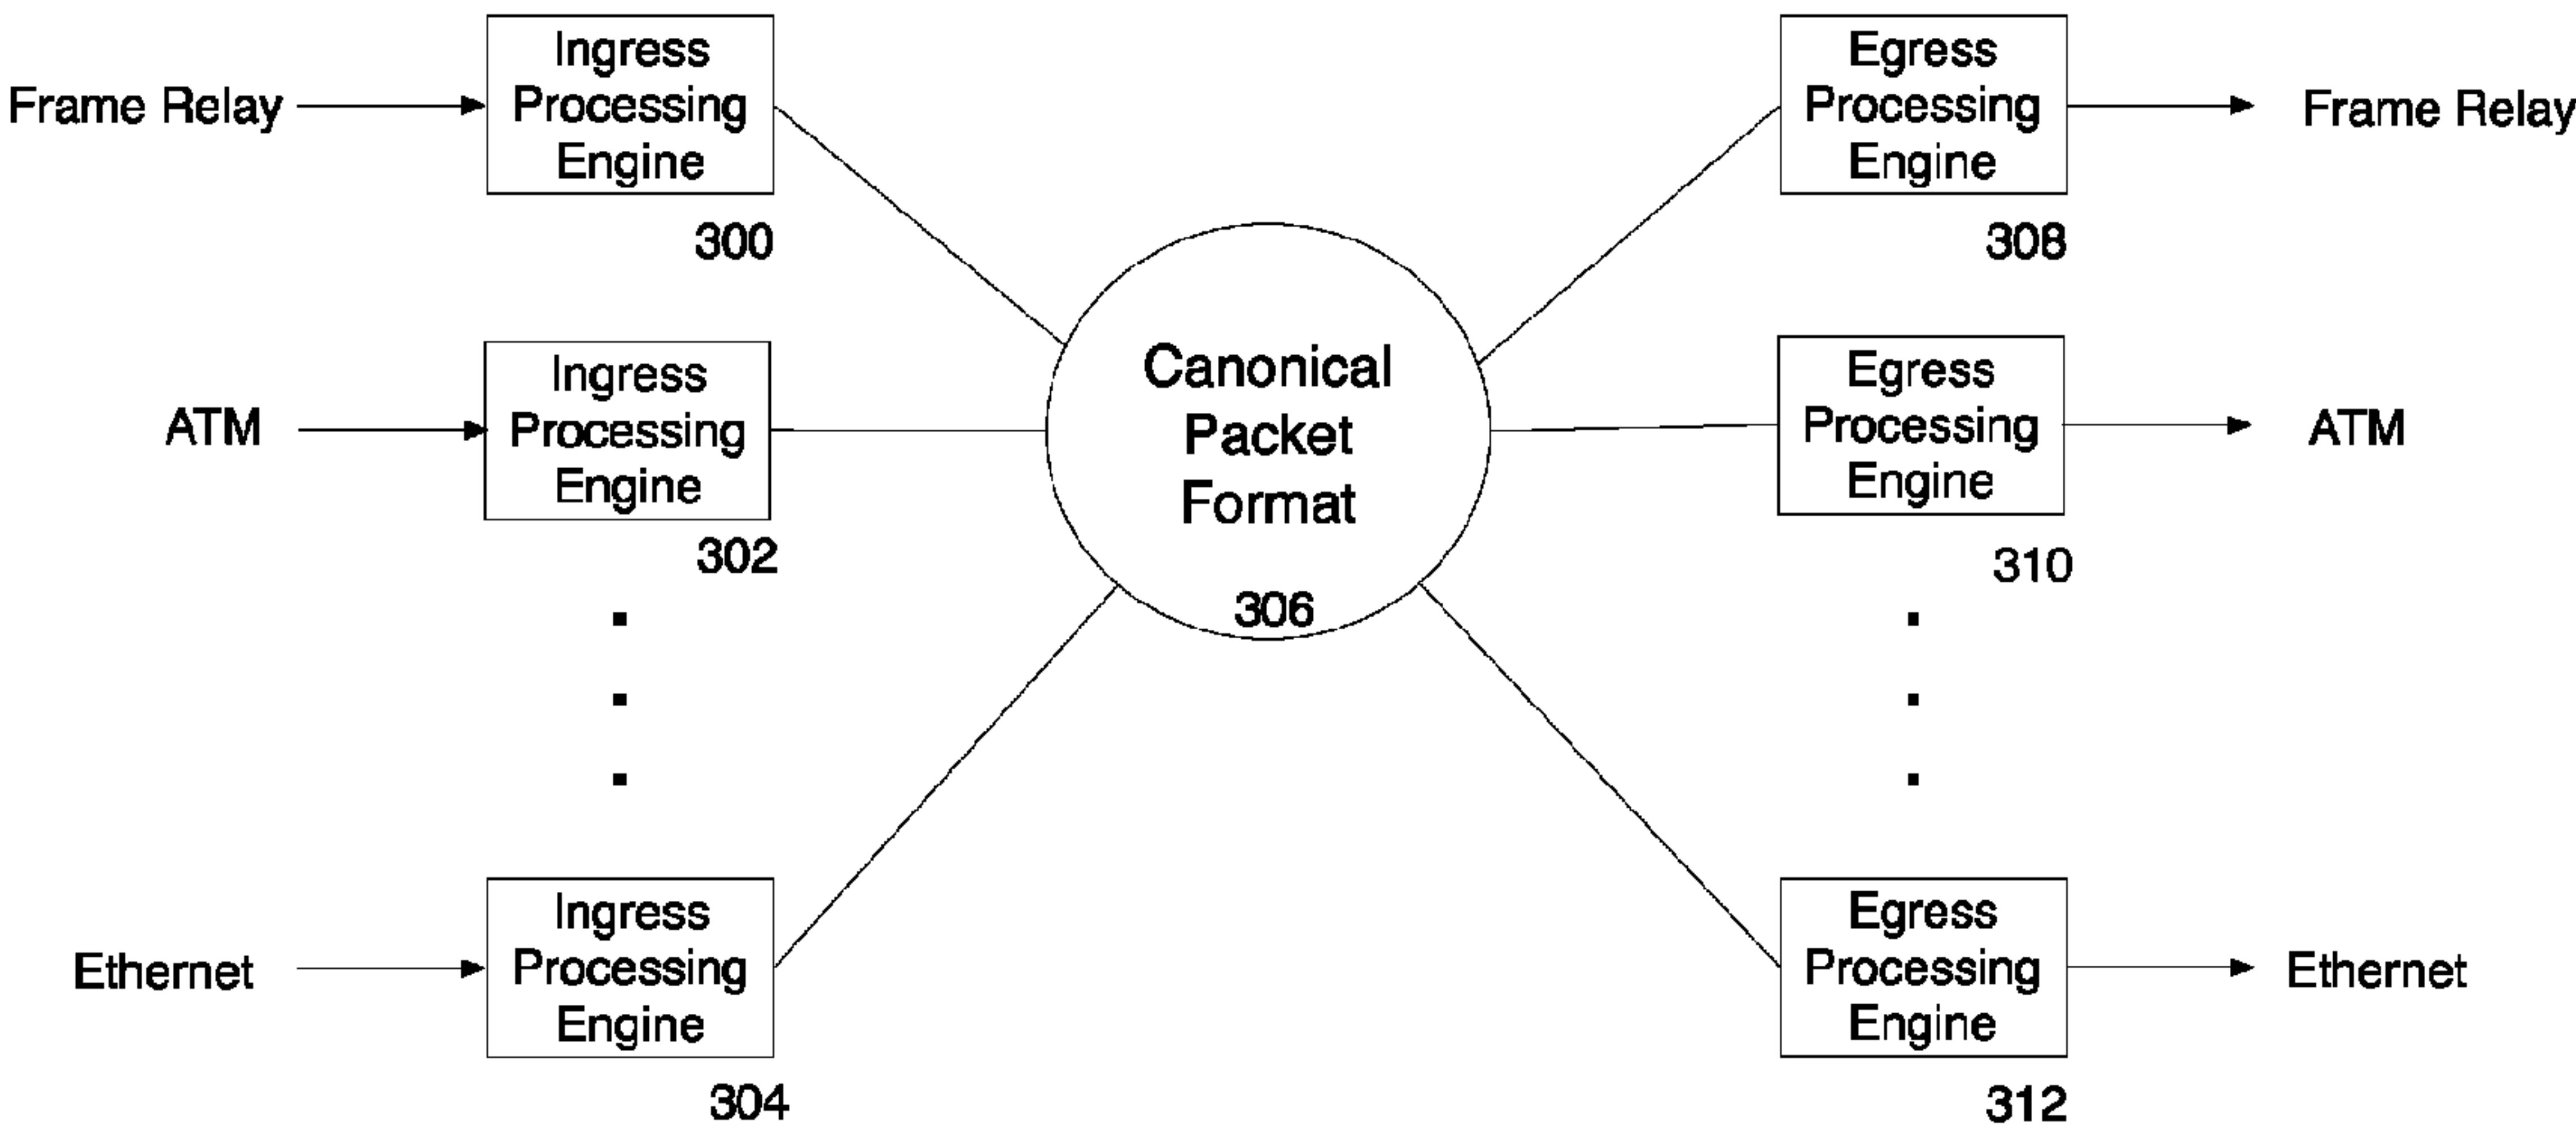 Frame Relay
Ingress
Processing
Engine
300
ATM
Ingress
Processing
Engine
302
Ethernet
Ingress
Processing
Engine
304
Canonical
Packet
Format
306
Egress
Processing
Engine
308
Frame Relay
Egress
Processing
Engine
310
ATM
Egress
Processing
Engine
312
Ethernet